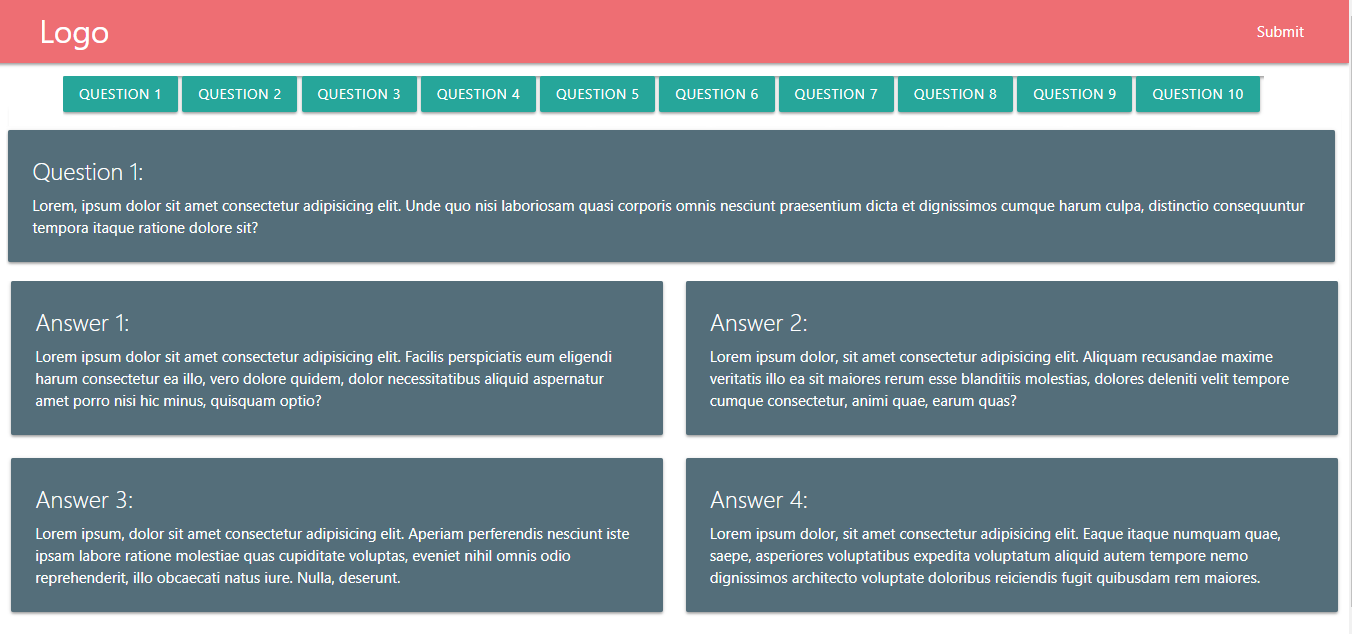 Logo
Submit
QUESTION 1 QUESTION 2 QUESTION 3 QUESTION 4 QUESTION 5 QUESTION 6 QUESTION 7 QUESTION 8 QUESTION 9 QUESTION 10
Question 1:
Lorem, ipsum dolor sit amet consectetur adipisicing elit. Unde quo nisi laboriosam quasi corporis omnis nesciunt praesentium dicta et dignissimos cumque harum culpa, distinctio consequuntur
tempora itaque ratione dolore sit?
Answer 1:
Lorem ipsum dolor sit amet consectetur adipisicing elit. Facilis perspiciatis eum eligendi
harum consectetur ea illo, vero dolore quidem, dolor necessitatibus aliquid aspernatur
amet porro nisi hic minus, quisquam optio?
Answer 2:
Lorem ipsum dolor, sit amet consectetur adipisicing elit. Aliquam recusandae maxime
veritatis illo ea sit maiores rerum esse blanditiis molestias, dolores deleniti velit tempore
cumque consectetur, animi quae, earum quas?
Answer 3:
Lorem ipsum, dolor sit amet consectetur adipisicing elit. Aperiam perferendis nesciunt iste
ipsam labore ratione molestiae quas cupiditate voluptas, eveniet nihil omnis odio
reprehenderit, illo obcaecati natus iure. Nulla, deserunt.
Answer 4:
Lorem ipsum dolor, sit amet consectetur adipisicing elit. Eaque itaque numquam quae,
saepe, asperiores voluptatibus expedita voluptatum aliquid autem tempore nemo
dignissimos architecto voluptate doloribus reiciendis fugit quibusdam rem maiores.